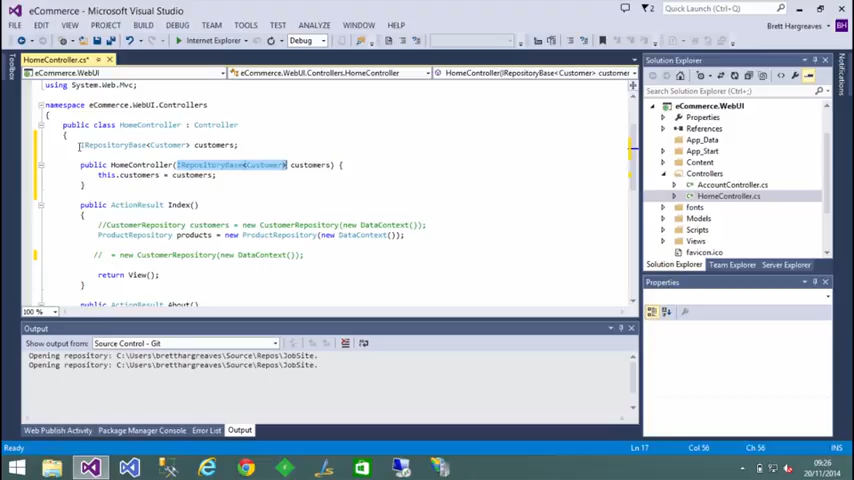 eCommerce - Microsoft Visual Studio
2
Quick Launch (Ctrl+Q)
FILE EDIT VIEW PROJECT BUILD DEBUG TEAM TOOLS TEST ANALYZE WINDOW HELP
Brett Hargreaves BH
Internet Explorer Debug
Toolbox
HomeController.cs*
eCommerce.WebUI
eCommerce.WebUI.Controllers.HomeController
HomeController(IRepositoryBase<Customer> customer
using System.Web.Mvc;
namespace eCommerce.WebUI.Controllers
{
public class HomeController : Controller
{
IRepositoryBase<Customer> customers;
public HomeController(IRepositoryBase<Customer> customers) {
this.customers = customers;
}
public ActionResult Index()
{
//CustomerRepository customers = new CustomerRepository(new DataContext());
ProductRepository products = new ProductRepository(new DataContext());
// = new CustomerRepository(new DataContext());
return View();
}
public ActionResult About()
100 %
Output
Show output from: Source Control - Git
Opening repository: C:\Users\bretthargreaves\Source\Repos\JobSite.
Opening repository: C:\Users\bretthargreaves\Source\Repos\JobSite.
Web Publish Activity Package Manager Console Error List Output
Solution Explorer
Search Solution Explorer (Ctrl+;)
eCommerce.WebUI
Properties
References
App_Data
App_Start
Content
Controllers
AccountController.cs
HomeController.cs
fonts
Models
Scripts
Views
favicon.ico
Solution Explorer Team Explorer Server Explorer
Properties
Notifications
Ready
Ln 17 Col 56 Ch 56 INS
09:26
20/11/2014